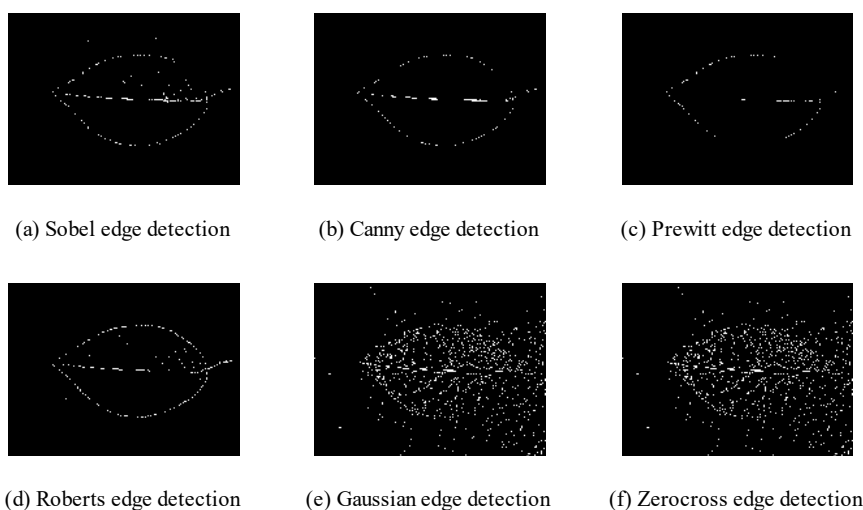 (a) Sobel edge detection
(b) Canny edge detection
(c) Prewitt edge detection
(d) Roberts edge detection
(e) Gaussian edge detection
(f) Zerocross edge detection